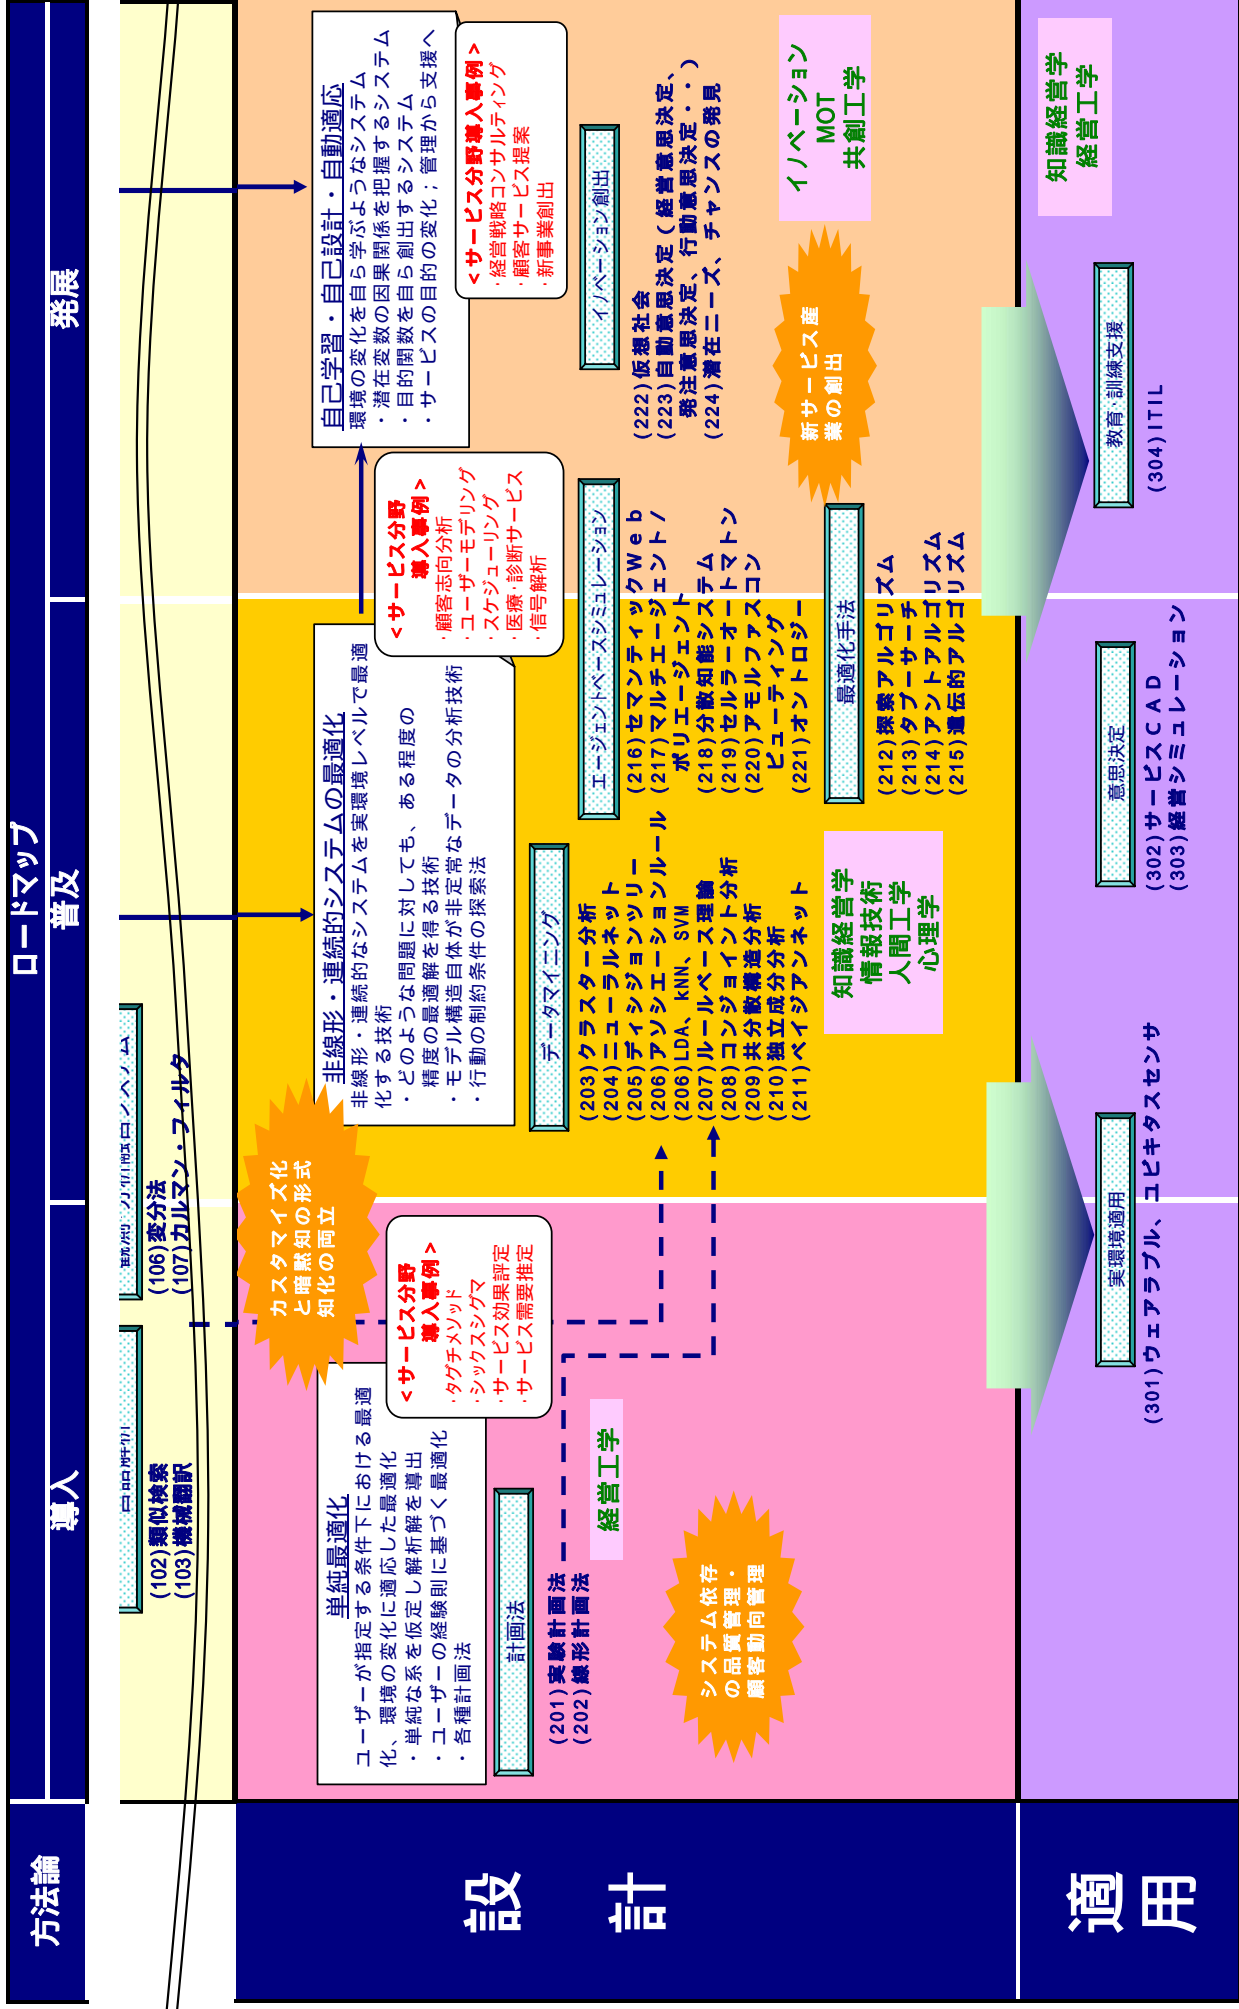 方法論
ロードマップ
導入
普及
発展
(102)類似検索
(103)機械翻訳
(106)変分法
(107)カルマン・フィルタ
設計
単純最適化
ユーザーが指定する条件下における最適
化、環境の変化に適応した最適化
・単純な系を仮定し解析解を導出
・ユーザーの経験則に基づく最適化
・各種計画法
<サービス分野
導入事例>
・タグチメソッド
・シックスシグマ
・サービス効果評定
・サービス需要推定
計画法
(201)実験計画法
(202)線形計画法
経営工学
システム依存
の品質管理・
顧客動向管理
カスタマイズ化
と暗黙知の形式
知化の両立
非線形・連続的システムの最適化
非線形・連続的なシステムを実環境レベルで最適
化する技術
・どのような問題に対しても、ある程度の
精度の最適解を得る技術
・モデル構造自体が非定常なデータの分析技術
・行動の制約条件の探索法
<サービス分野
導入事例>
・顧客志向分析
・ユーザーモデリング
・スケジューリング
・医療・診断サービス
・信号解析
データマイニング
(203)クラスター分析
(204)ニューラルネット
(205)ディシジョンツリー
(206)アソシエーションルール
(206)LDA、kNN、SVM
(207)ルールベース理論
(208)コンジョイント分析
(209)共分散構造分析
(210)独立成分分析
(211)ベイジアンネット
知識経営学
情報技術
人間工学
心理学
エージェントベースシミュレーション
(216)セマンティックWeb
(217)マルチエージェント/
ポリエージェント
(218)分散知能システム
(219)セルラーオートマトン
(220)アモルファスコン
ピューティング
(221)オントロジー
最適化手法
(212)探索アルゴリズム
(213)タブーサーチ
(214)アントアルゴリズム
(215)遺伝的アルゴリズム
自己学習・自己設計・自動適応
環境の変化を自ら学ぶようなシステム
・潜在変数の因果関係を把握するシステム
・目的関数を自ら創出するシステム
・サービスの目的の変化；管理から支援へ
<サービス分野導入事例>
・経営戦略コンサルティング
・顧客サービス提案
・新事業創出
イノベーション創出
(222)仮想社会
(223)自動意思決定(経営意思決定、
発注意思決定、行動意思決定・・)
(224)潜在ニーズ、チャンスの発見
イノベーション
MOT
共創工学
新サービス産
業の創出
適用
実環境適用
(301)ウェアラブル、ユビキタスセンサ
意思決定
(302)サービスCAD
(303)経営シミュレーション
教育・訓練支援
(304)ITIL
知識経営学
経営工学